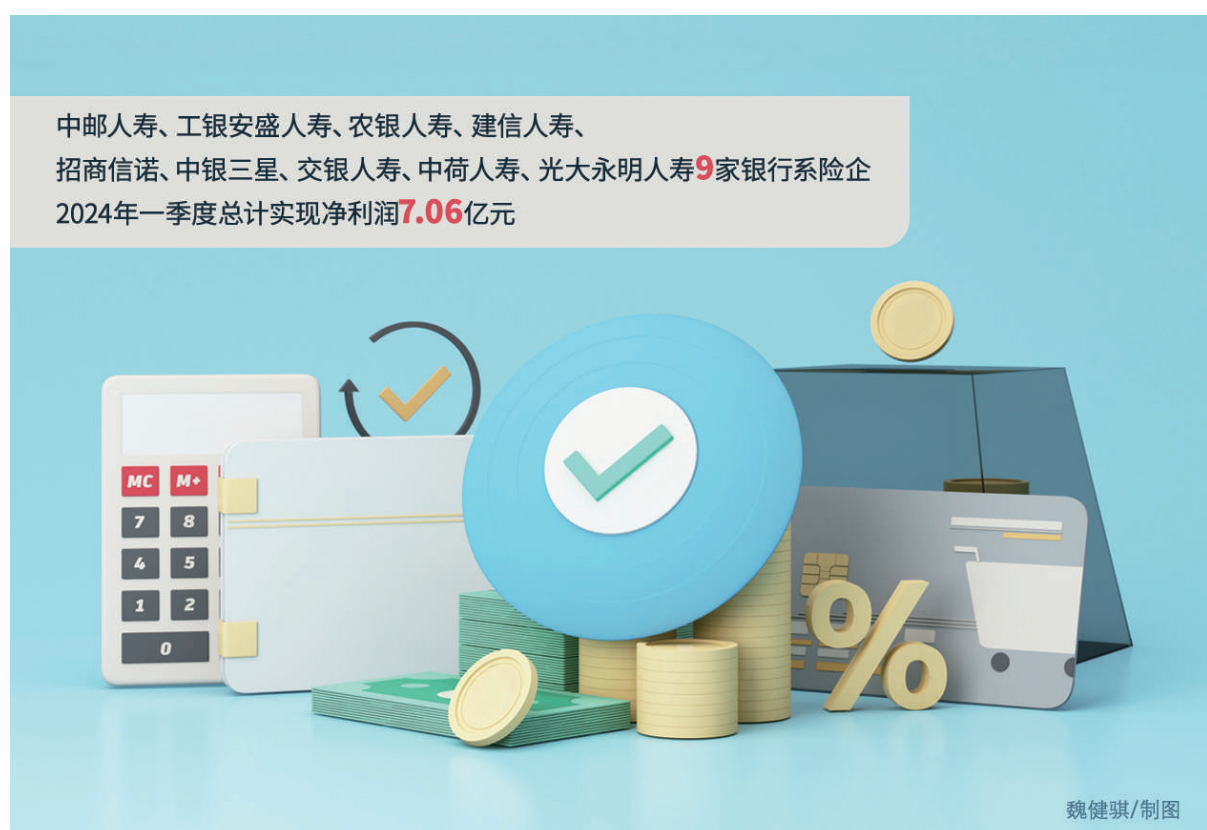 中邮人寿、工银安盛人寿、农银人寿、建信人寿、
招商信诺、中银三星、交银人寿、中荷人寿、光大永明人寿9家银行系险企
2024年一季度总计实现净利润7.06亿元
MC M+
7 8
4 5
1 2
0
%
魏健骐/制图